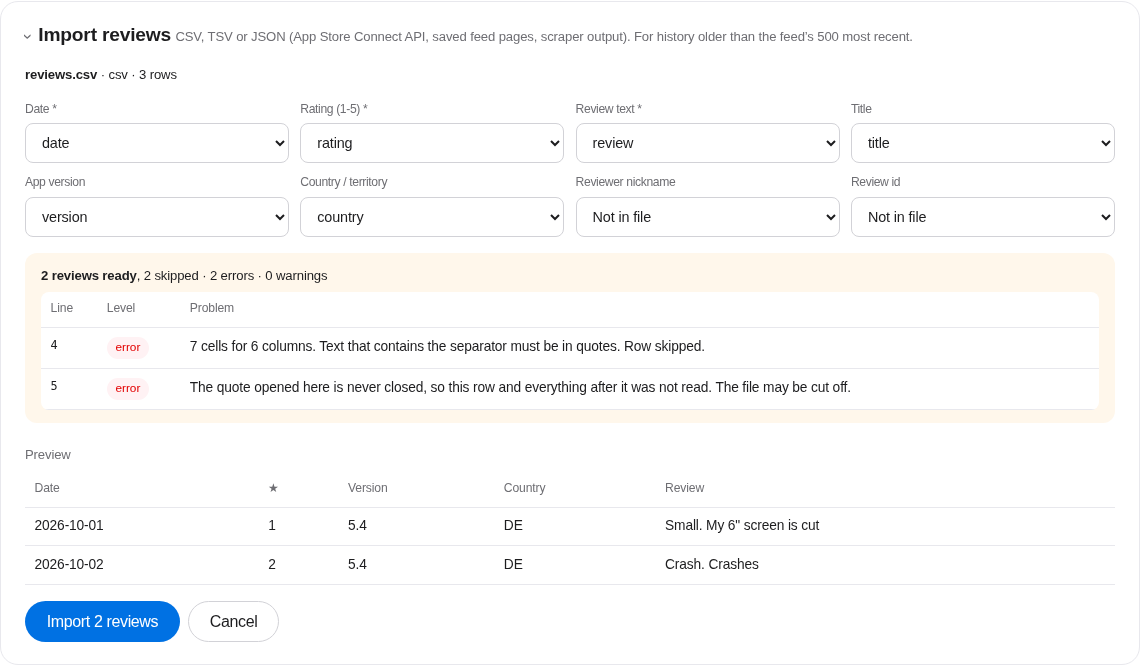 Import reviews CSV, TSV or JSON (App Store Connect API, saved feed pages, scraper output). For history older than the feed's 500 most recent.
reviews.csv · csv · 3 rows
Date * Rating (1-5) * Review text * Title
date rating review title
App version Country / territory Reviewer nickname Review id
version country Not in file Not in file
2 reviews ready, 2 skipped · 2 errors · 0 warnings
Line Level Problem
4 error 7 cells for 6 columns. Text that contains the separator must be in quotes. Row skipped.
5 error The quote opened here is never closed, so this row and everything after it was not read. The file may be cut off.
Preview
Date ★ Version Country Review
2026-10-01 1 5.4 DE Small. My 6" screen is cut
2026-10-02 2 5.4 DE Crash. Crashes
Import 2 reviews Cancel